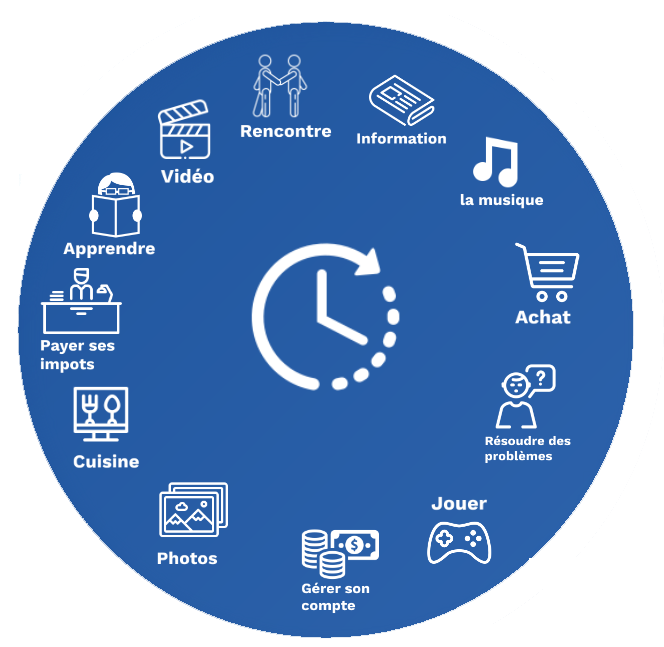 Rencontre
Information
Vidéo
la musique
Apprendre
Achat
Payer ses
impots
Résoudre des
problèmes
Cuisine
Jouer
Photos
Gérer son
compte